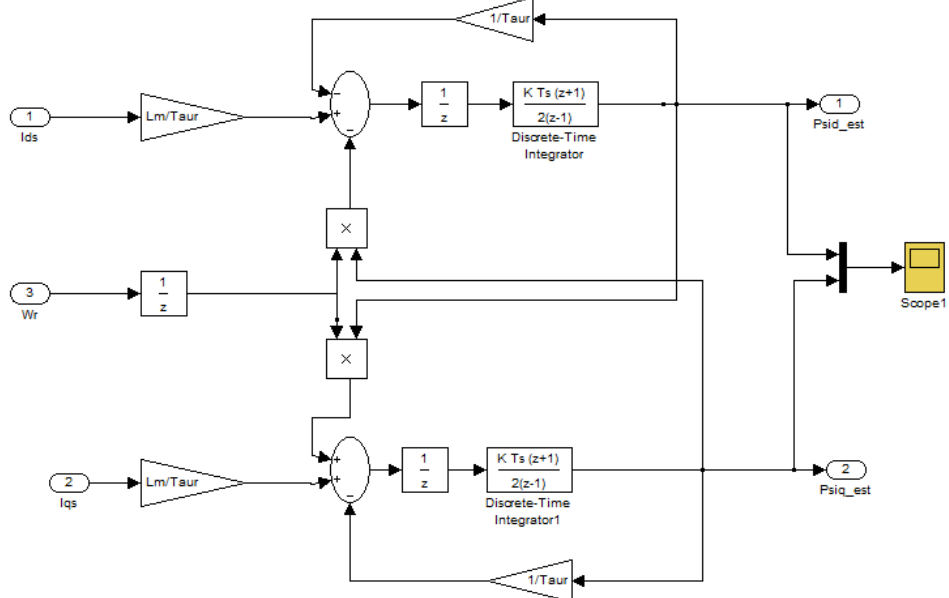 1/Taur
1
Ids
Lm/Taur
−
+
−
1
z
K Ts (z+1)
2(z-1)
Discrete-Time
Integrator
1
Psid_est
×
3
Wr
1
z
Scope1
×
2
Iqs
Lm/Taur
+
+
−
1
z
K Ts (z+1)
2(z-1)
Discrete-Time
Integrator1
2
Psiq_est
1/Taur